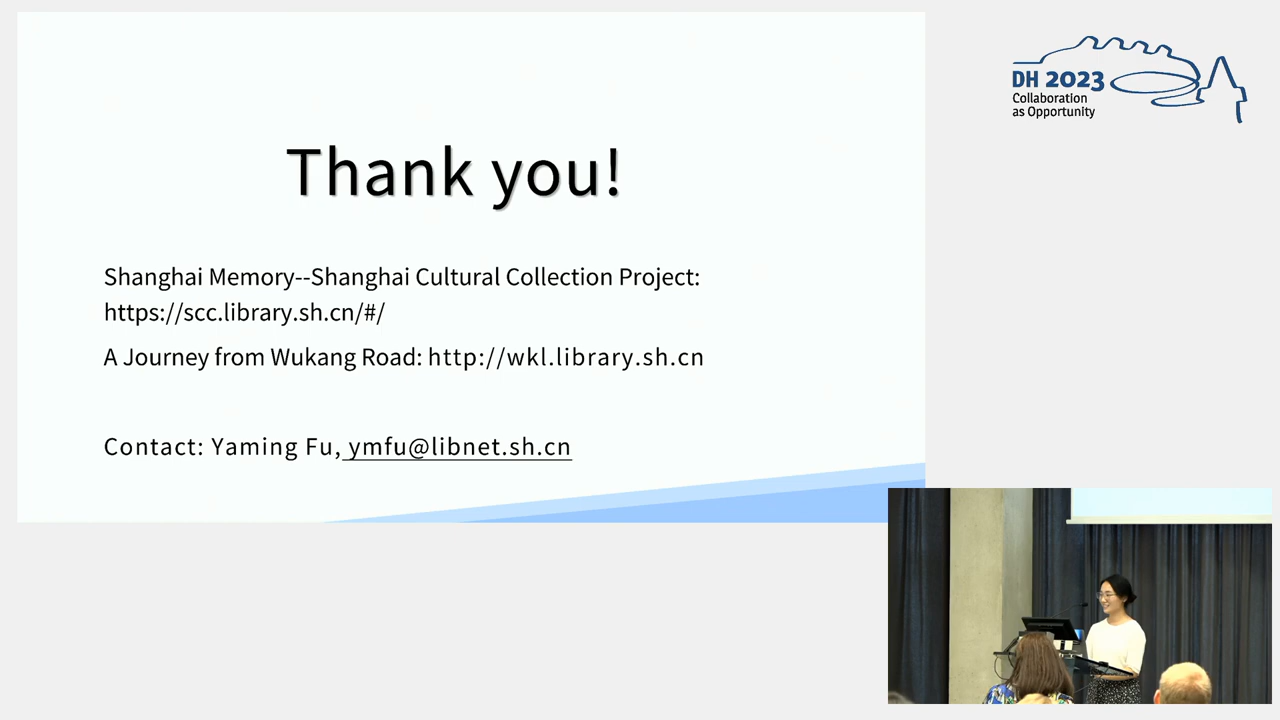 Thank you!
Shanghai Memory--Shanghai Cultural Collection Project:
https://scc.library.sh.cn/#/
A Journey from Wukang Road: http://wkl.library.sh.cn
Contact: Yaming Fu, ymfu@libnet.sh.cn
DH 2023
Collaboration
as Opportunity